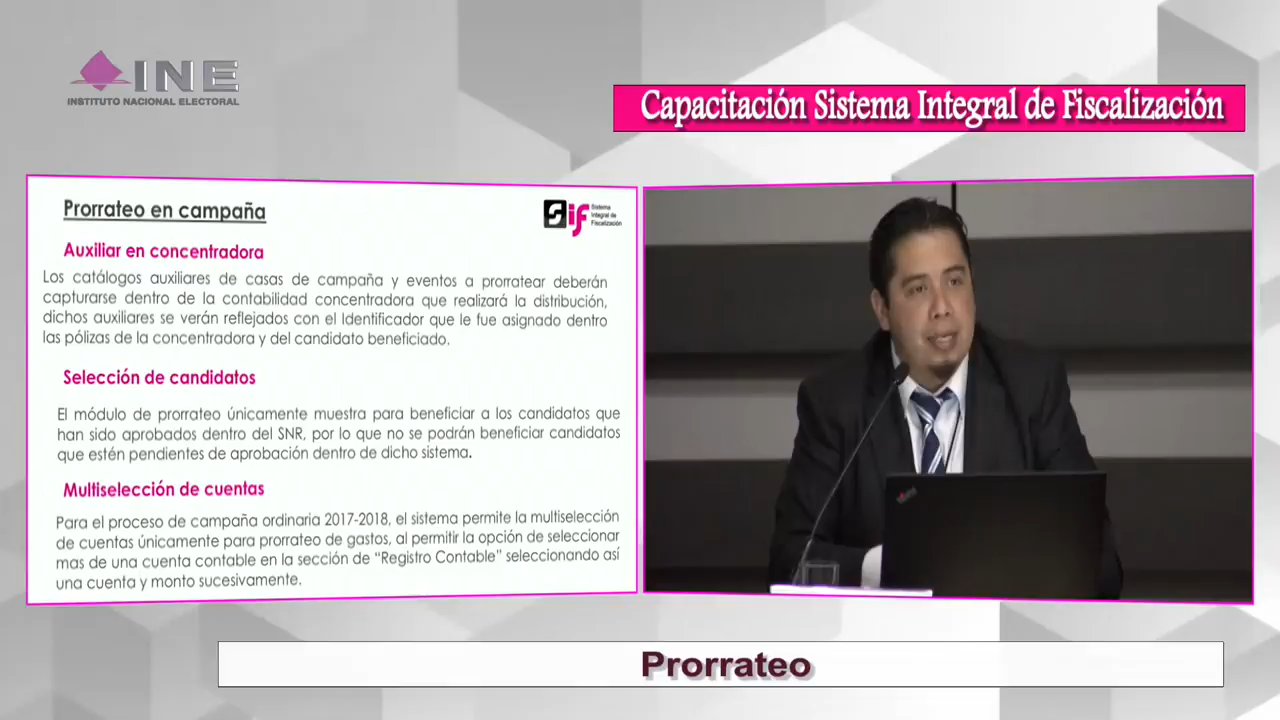 INE
INSTITUTO NACIONAL ELECTORAL
Capacitación Sistema Integral de Fiscalización
Prorrateo en campaña
Sif
Sistema
Integral de
Fiscalización
Auxiliar en concentradora
Los catálogos auxiliares de casas de campaña y eventos a prorratear deberán
capturarse dentro de la contabilidad concentradora que realizará la distribución,
dichos auxiliares se verán reflejados con el Identificador que le fue asignado dentro
las pólizas de la concentradora y del candidato beneficiado.
Selección de candidatos
El módulo de prorrateo únicamente muestra para beneficiar a los candidatos que
han sido aprobados dentro del SNR, por lo que no se podrán beneficiar candidatos
que estén pendientes de aprobación dentro de dicho sistema.
Multiselección de cuentas
Para el proceso de campaña ordinaria 2017-2018, el sistema permite la multiselección
de cuentas únicamente para prorrateo de gastos, al permitir la opción de seleccionar
mas de una cuenta contable en la sección de “Registro Contable” seleccionando así
una cuenta y monto sucesivamente.
Prorrateo